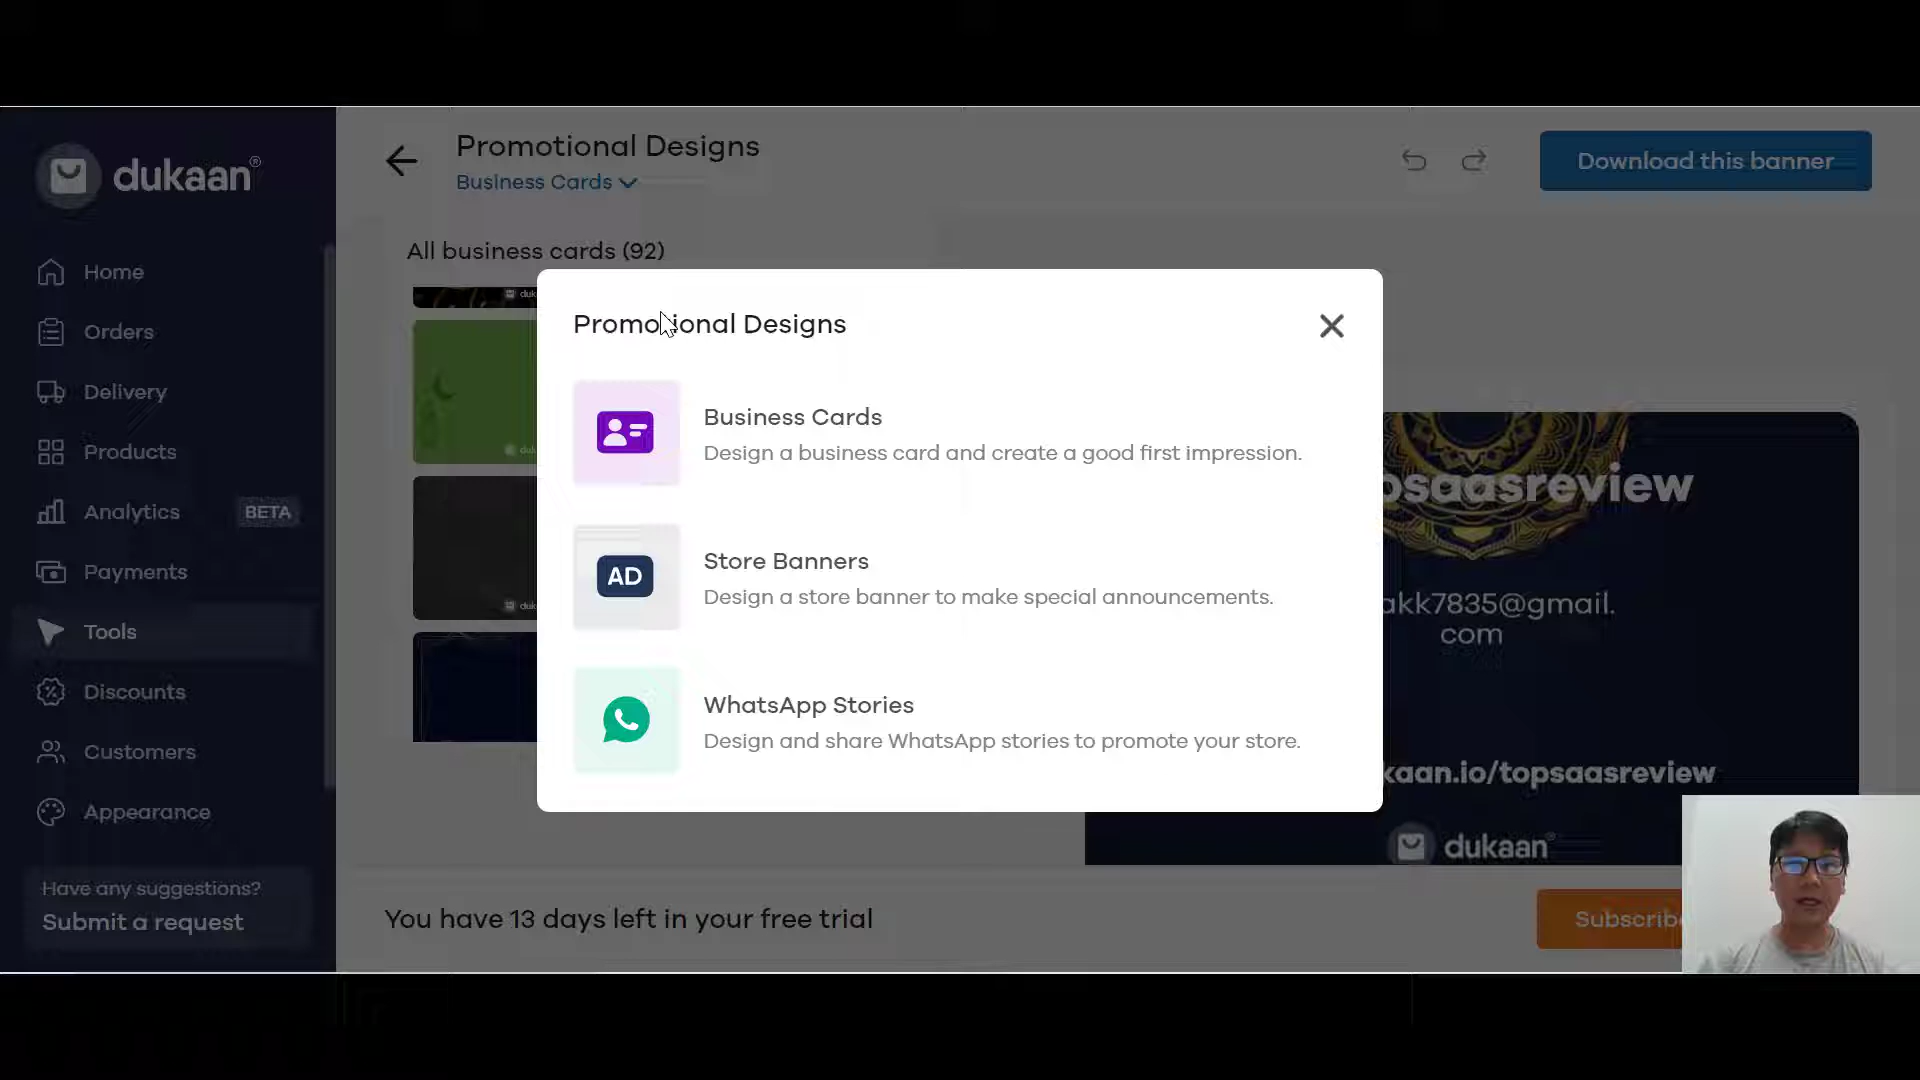 dukaan®
Home
Orders
Delivery
Products
Analytics BETA
Payments
Tools
Discounts
Customers
Appearance
Have any suggestions?
Submit a request
Promotional Designs
Business Cards
Download this banner
All business cards (92)
Promotional Designs
Business Cards
Design a business card and create a good first impression.
AD
Store Banners
Design a store banner to make special announcements.
WhatsApp Stories
Design and share WhatsApp stories to promote your store.
psaasreview
akk7835@gmail.
com
kaan.io/topsaasreview
dukaan®
You have 13 days left in your free trial
Subscrib